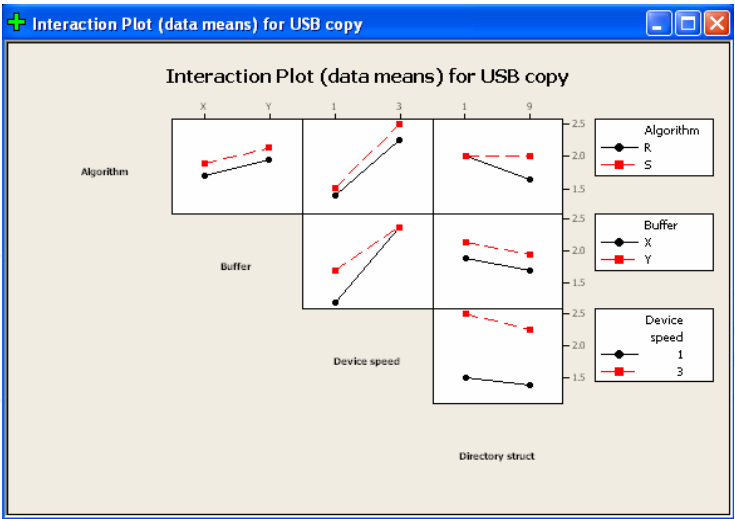 Interaction Plot (data means) for USB copy
Interaction Plot (data means) for USB copy
X Y 1 3 1 9
Algorithm
2.5
2.0
1.5
Algorithm
R
S
Buffer
2.5
2.0
1.5
Buffer
X
Y
Device speed
2.5
2.0
1.5
Device
speed
1
3
Directory struct